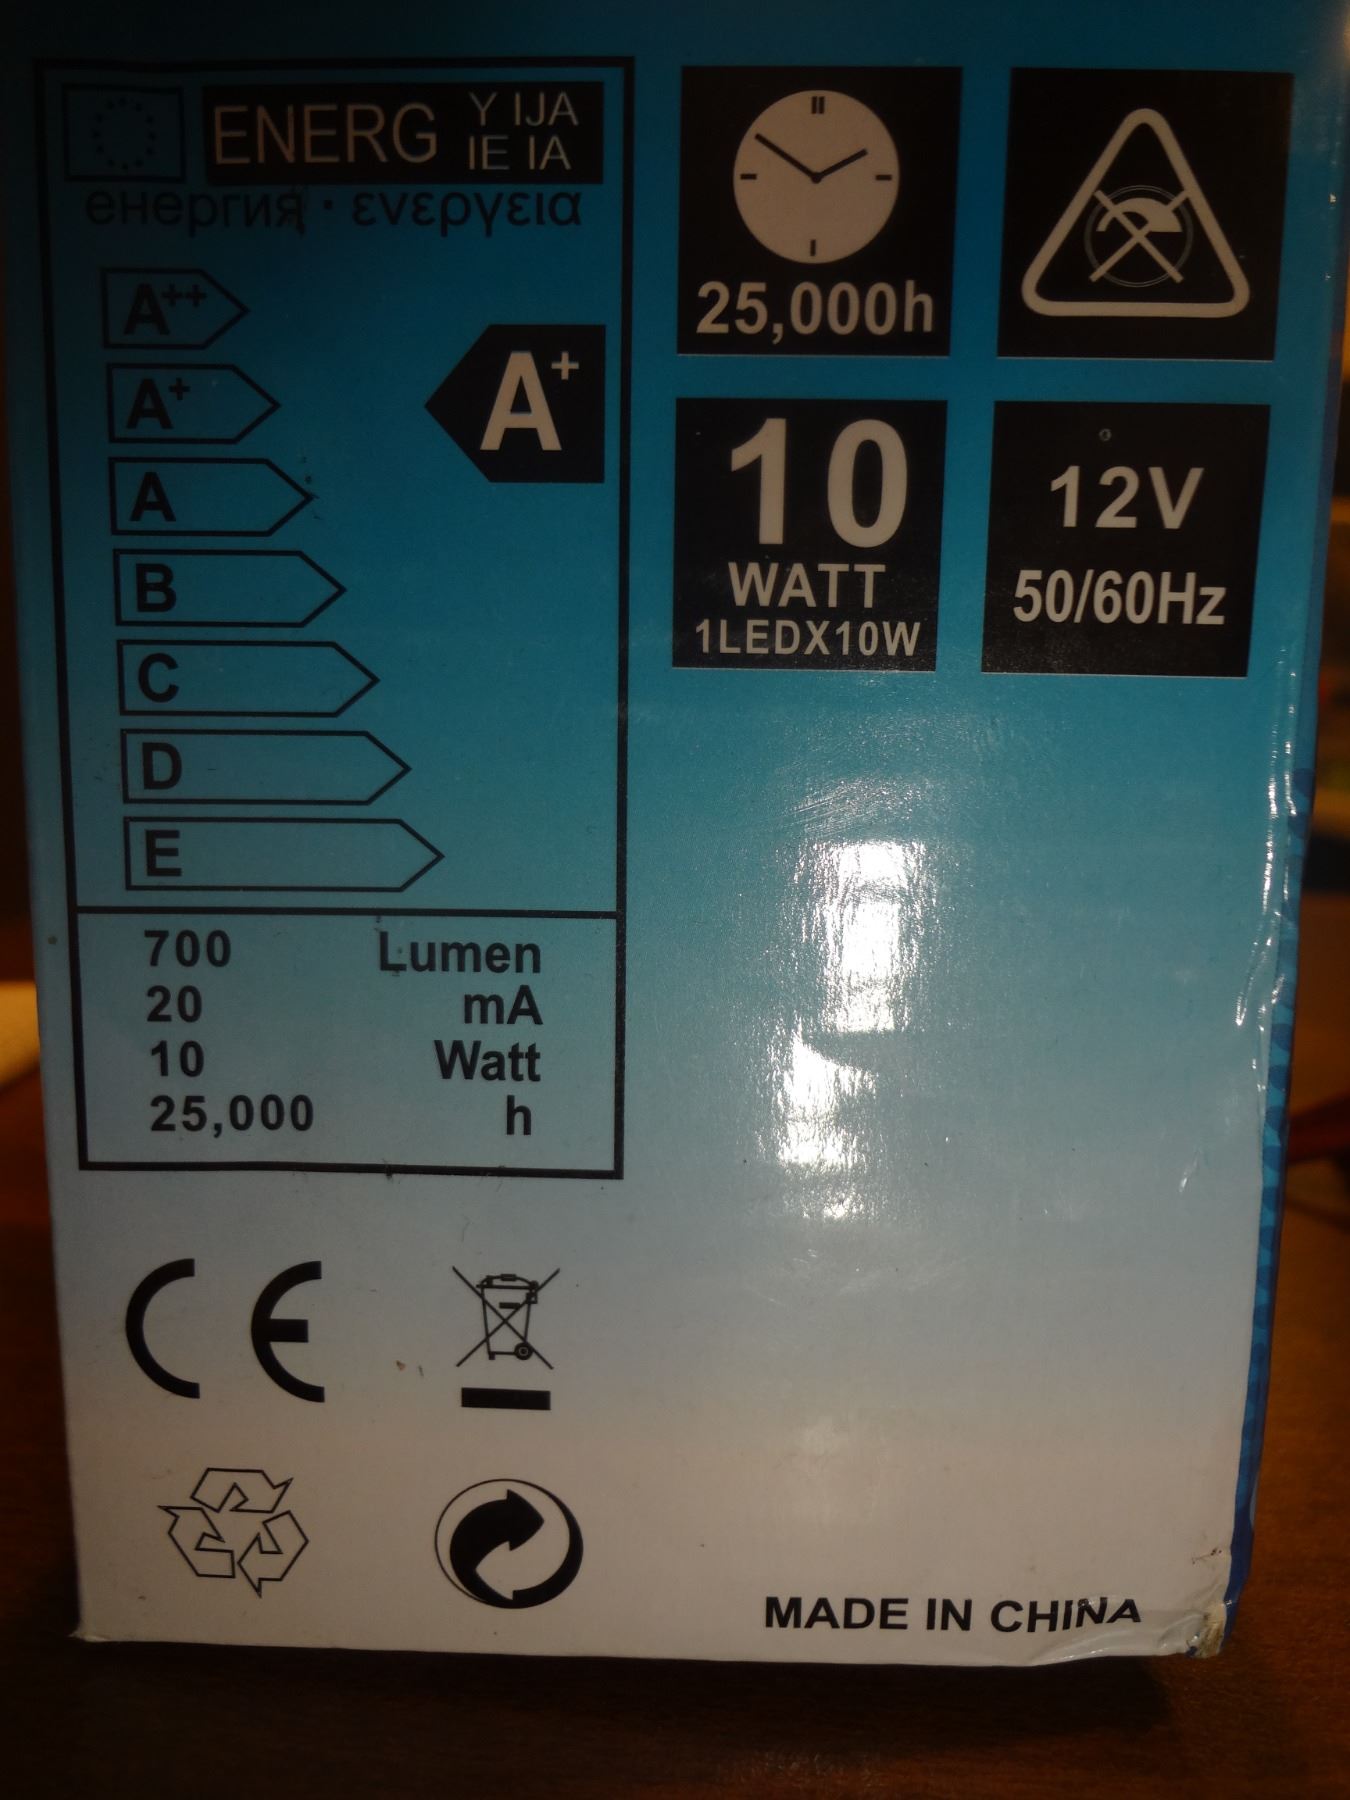 ENERG Y IJA
IE IA
енергия · ενεργεια
A++
A+
A+
A
B
C
D
E
700 Lumen
20 mA
10 Watt
25,000 h
CE
25,000h
10
WATT
1LEDX10W
12V
50/60Hz
MADE IN CHINA